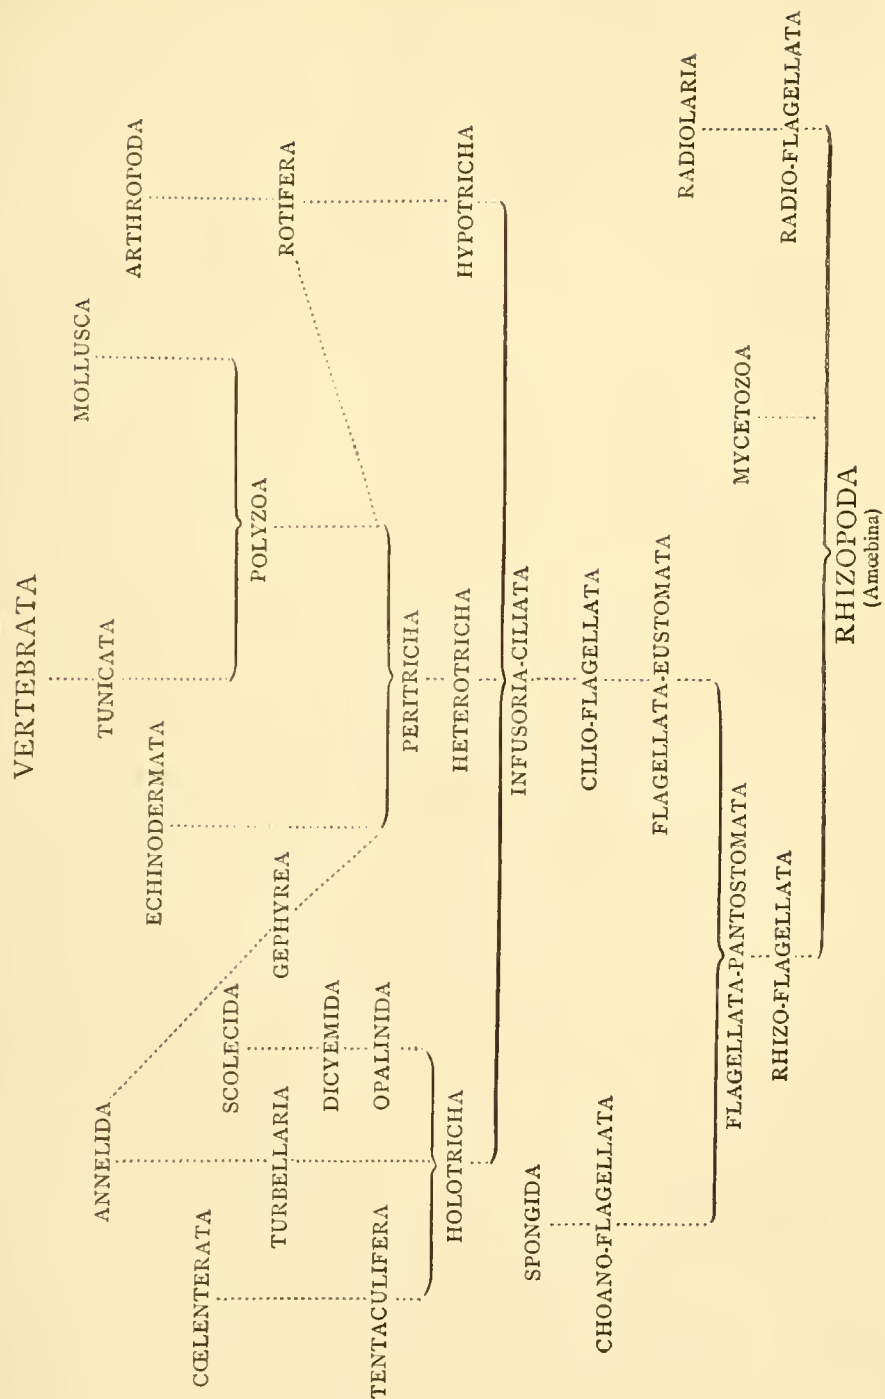 VERTEBRATA
TUNICATA
MOLLUSCA
ARTHROPODA
ANNELIDA
ECHINODERMATA
CŒLENTERATA
SCOLECIDA
POLYZOA
TURBELLARIA
GEPHYREA
ROTIFERA
DICYEMIDA
TENTACULIFERA
OPALINIDA
PERITRICHA
HOLOTRICHA
HETEROTRICHA
HYPOTRICHA
SPONGIDA
INFUSORIA-CILIATA
CHOANO-FLAGELLATA
CILIO-FLAGELLATA
FLAGELLATA-EUSTOMATA
RADIOLARIA
FLAGELLATA-PANTOSTOMATA
MYCETOZOA
RHIZO-FLAGELLATA
RADIO-FLAGELLATA
RHIZOPODA
(Amœbina)